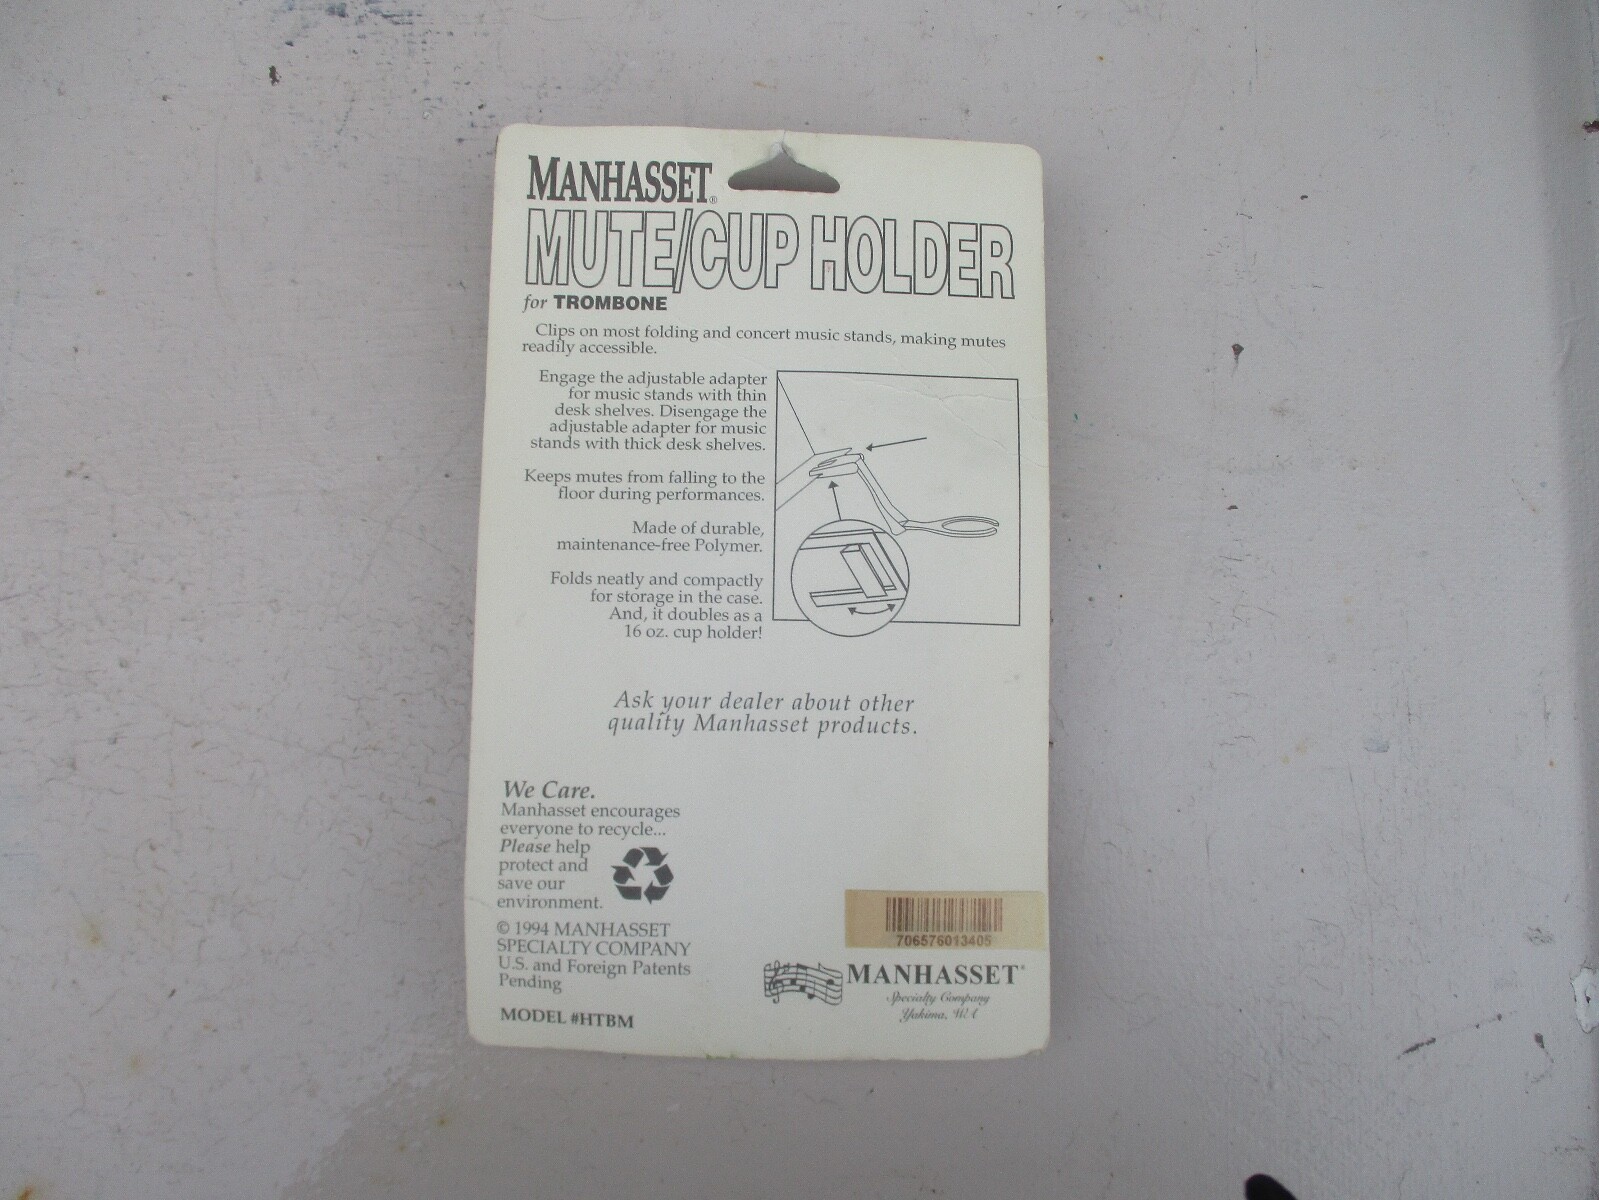 MANHASSET®
MUTE/CUP HOLDER
for TROMBONE
Clips on most folding and concert music stands, making mutes
readily accessible.
Engage the adjustable adapter
for music stands with thin
desk shelves. Disengage the
adjustable adapter for music
stands with thick desk shelves.
Keeps mutes from falling to the
floor during performances.
Made of durable,
maintenance-free Polymer.
Folds neatly and compactly
for storage in the case.
And, it doubles as a
16 oz. cup holder!
Ask your dealer about other
quality Manhasset products.
We Care.
Manhasset encourages
everyone to recycle...
Please help
protect and
save our
environment.
© 1994 MANHASSET
SPECIALTY COMPANY
U.S. and Foreign Patents
Pending
MODEL #HTBM
706576013405
MANHASSET®
Specialty Company
Yakima, WA